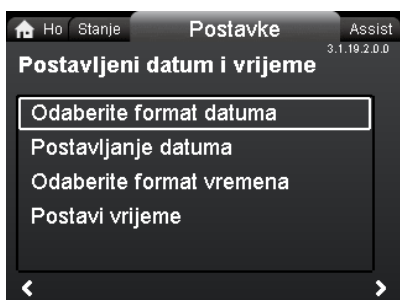 Ho Stanje Postavke Assist
3.1.19.2.0.0
Postavljeni datum i vrijeme
Odaberite format datuma
Postavljanje datuma
Odaberite format vremena
Postavi vrijeme